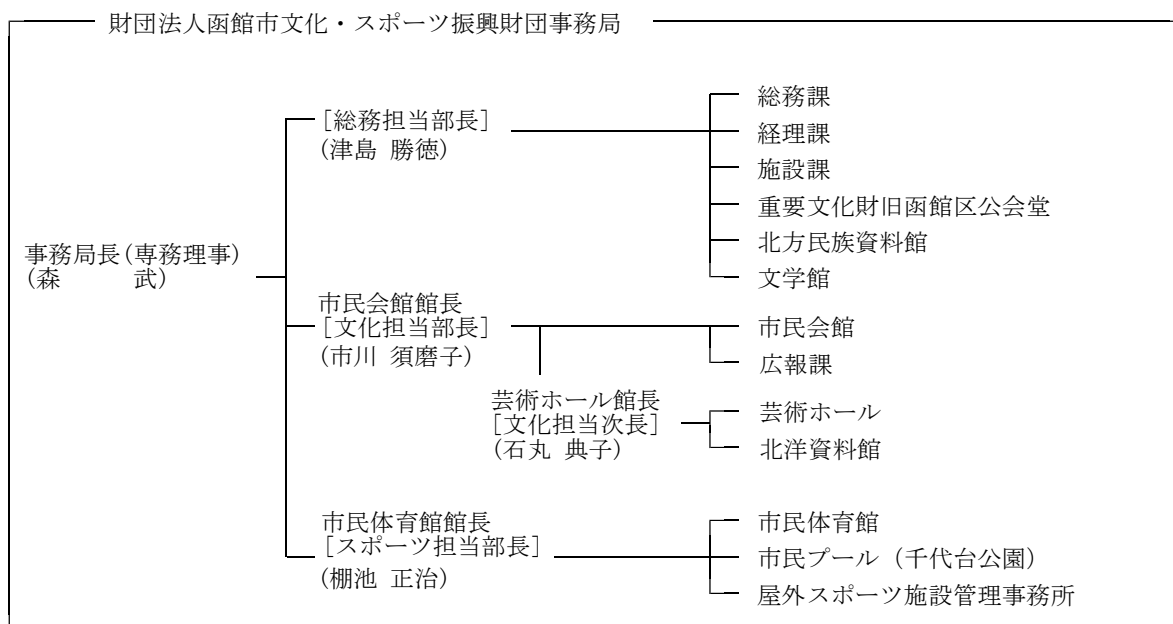 財団法人函館市文化・スポーツ振興財団事務局
事務局長(専務理事)
(森 武)
[総務担当部長]
(津島 勝徳)
総務課
経理課
施設課
重要文化財旧函館区公会堂
北方民族資料館
文学館
市民会館館長
[文化担当部長]
(市川 須磨子)
市民会館
広報課
芸術ホール館長
[文化担当次長]
(石丸 典子)
芸術ホール
北洋資料館
市民体育館館長
[スポーツ担当部長]
(棚池 正治)
市民体育館
市民プール (千代台公園)
屋外スポーツ施設管理事務所